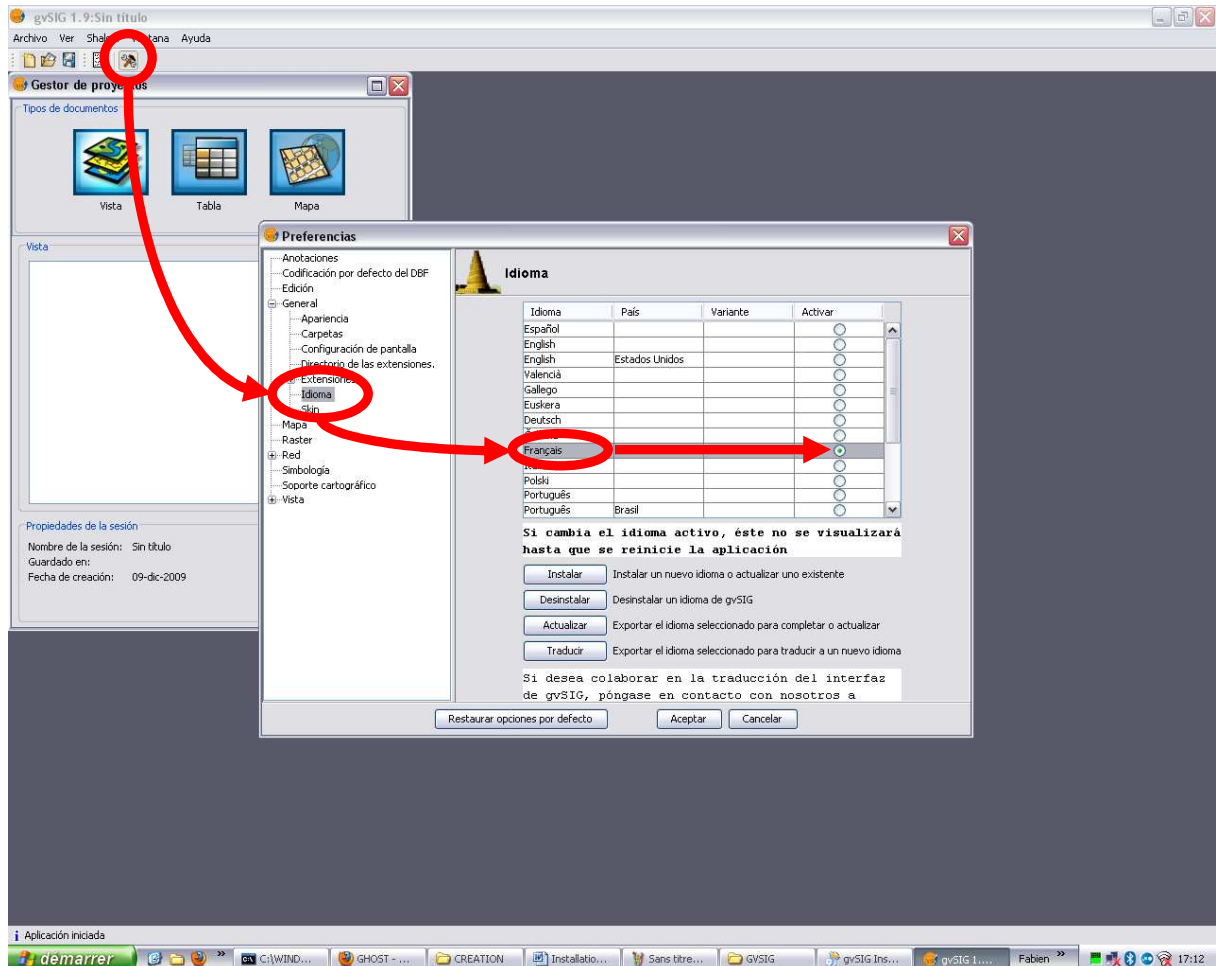 gvSIG 1.9:Sin título
Archivo Ver Ayuda
Gestor de proyectos
Tipos de documentos
Vista Tabla Mapa
Vista
Propiedades de la sesión
Nombre de la sesión: Sin título
Guardado en:
Fecha de creación: 09-dic-2009
Preferencias
Anotaciones
Codificación por defecto del DBF
Edición
General
Apariencia
Carpetas
Configuración de pantalla
Directorio de las extensiones.
Extensiones
Idioma
Skin
Mapa
Raster
Red
Simbología
Soporte cartográfico
Vista
Idioma
Idioma País Variante Activar
Español
English
English Estados Unidos
Valencià
Gallego
Euskera
Deutsch
Français
Polski
Português
Português Brasil
Si cambia el idioma activo, éste no se visualizará
hasta que se reinicie la aplicación
Instalar Instalar un nuevo idioma o actualizar uno existente
Desinstalar Desinstalar un idioma de gvSIG
Actualizar Exportar el idioma seleccionado para completar o actualizar
Traducir Exportar el idioma seleccionado para traducir a un nuevo idioma
Si desea colaborar en la traducción del interfaz
de gvSIG, póngase en contacto con nosotros a
Restaurar opciones por defecto Aceptar Cancelar
Aplicación iniciada
démarrer » C:\WIND... GHOST - ... CREATION Installatio... Sans titre... GVSIG gvSIG Ins... gvSIG 1.... Fabien » 17:12